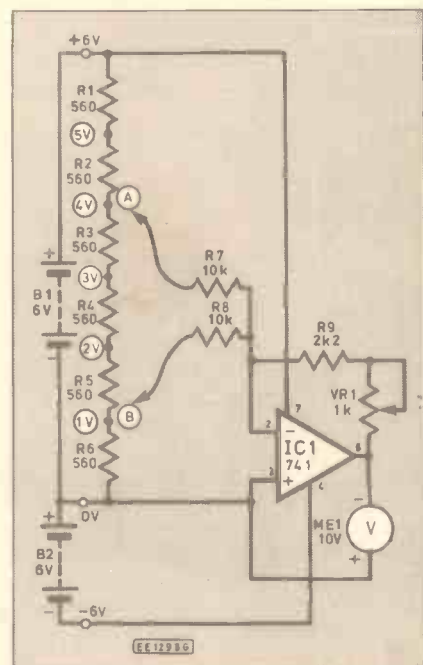 +6V
R1
560
5V
R2
560
4V
A
R3
560
R7
10k
3V
R8
10k
+
B1
6V
R4
560
R9
2k2
2V
-
R5
560
VR1
1k
B
1V
7
2
-
IC1
741
6
R6
560
3
+
4
-
0V
ME1
10V
V
+
+
B2
6V
-
-6V
EE1298G